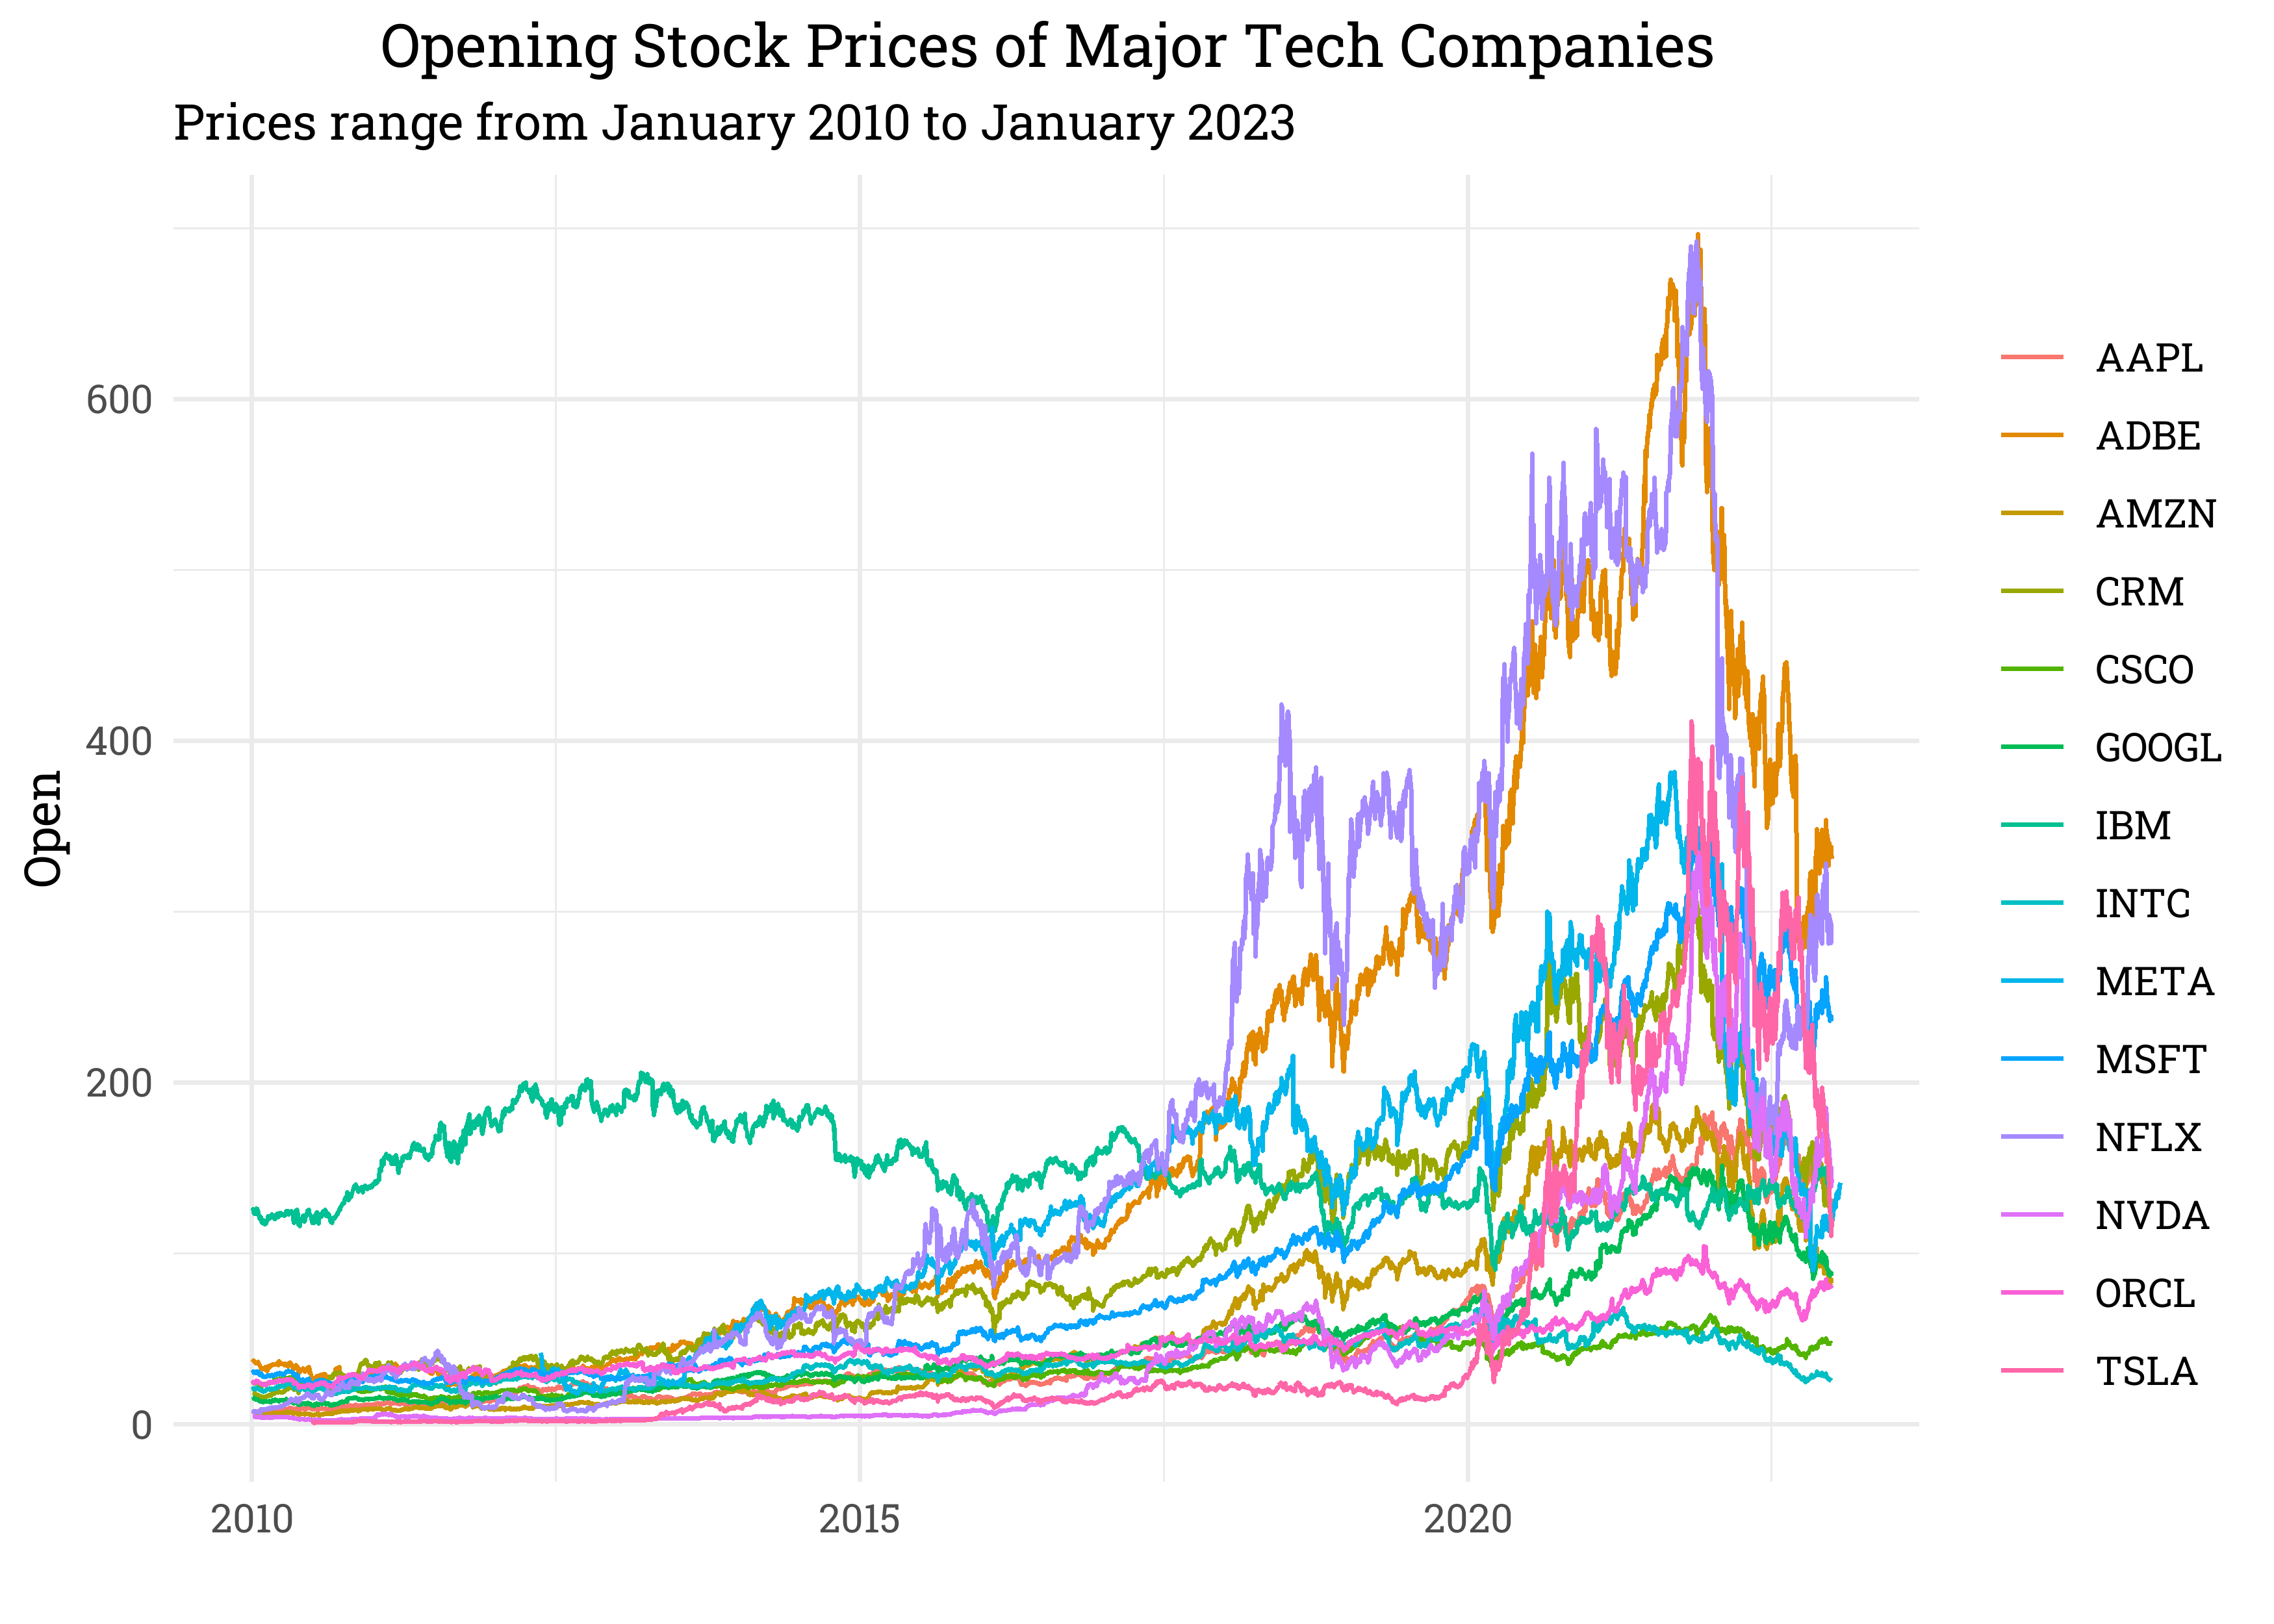 Opening Stock Prices of Major Tech Companies
Prices range from January 2010 to January 2023
Open
600
400
200
0
2010
2015
2020
AAPL
ADBE
AMZN
CRM
CSCO
GOOGL
IBM
INTC
META
MSFT
NFLX
NVDA
ORCL
TSLA